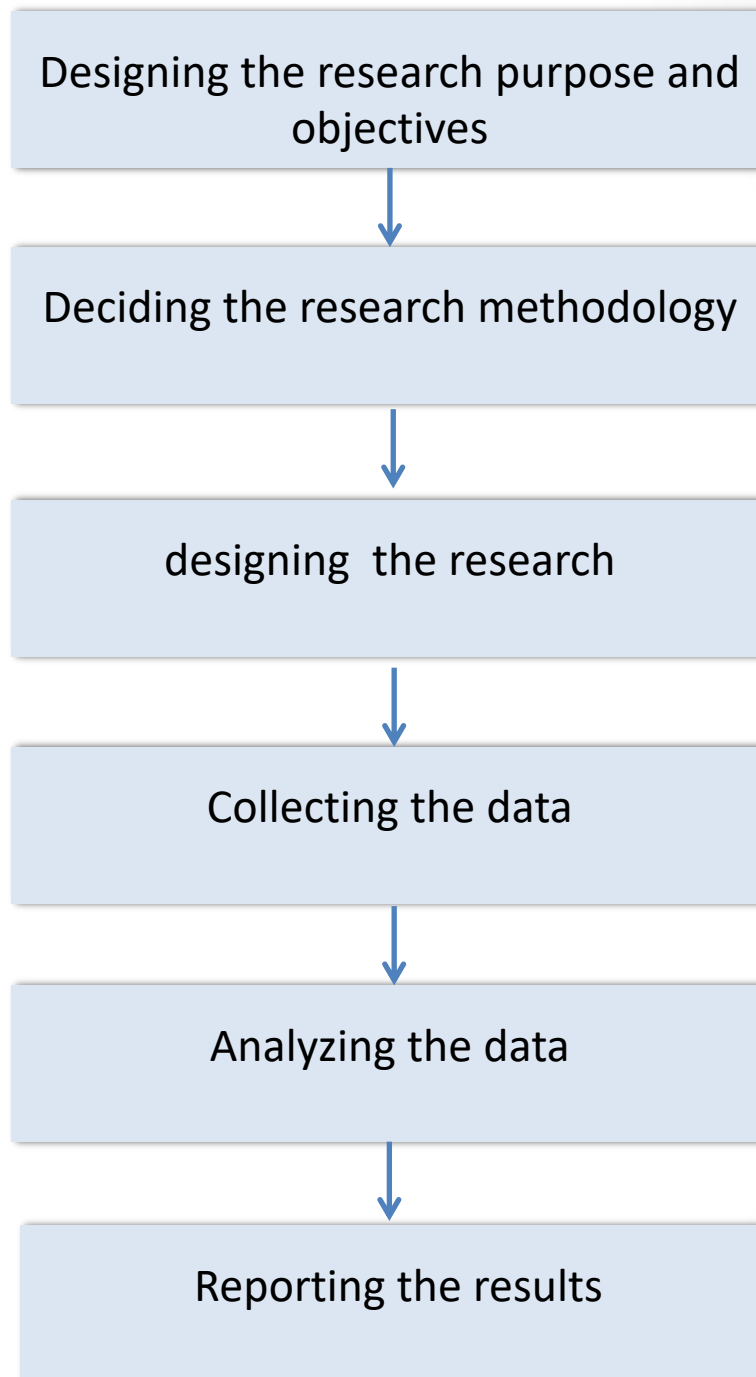 Designing the research purpose and
objectives
Deciding the research methodology
designing  the research
Collecting the data
Analyzing the data
Reporting the results